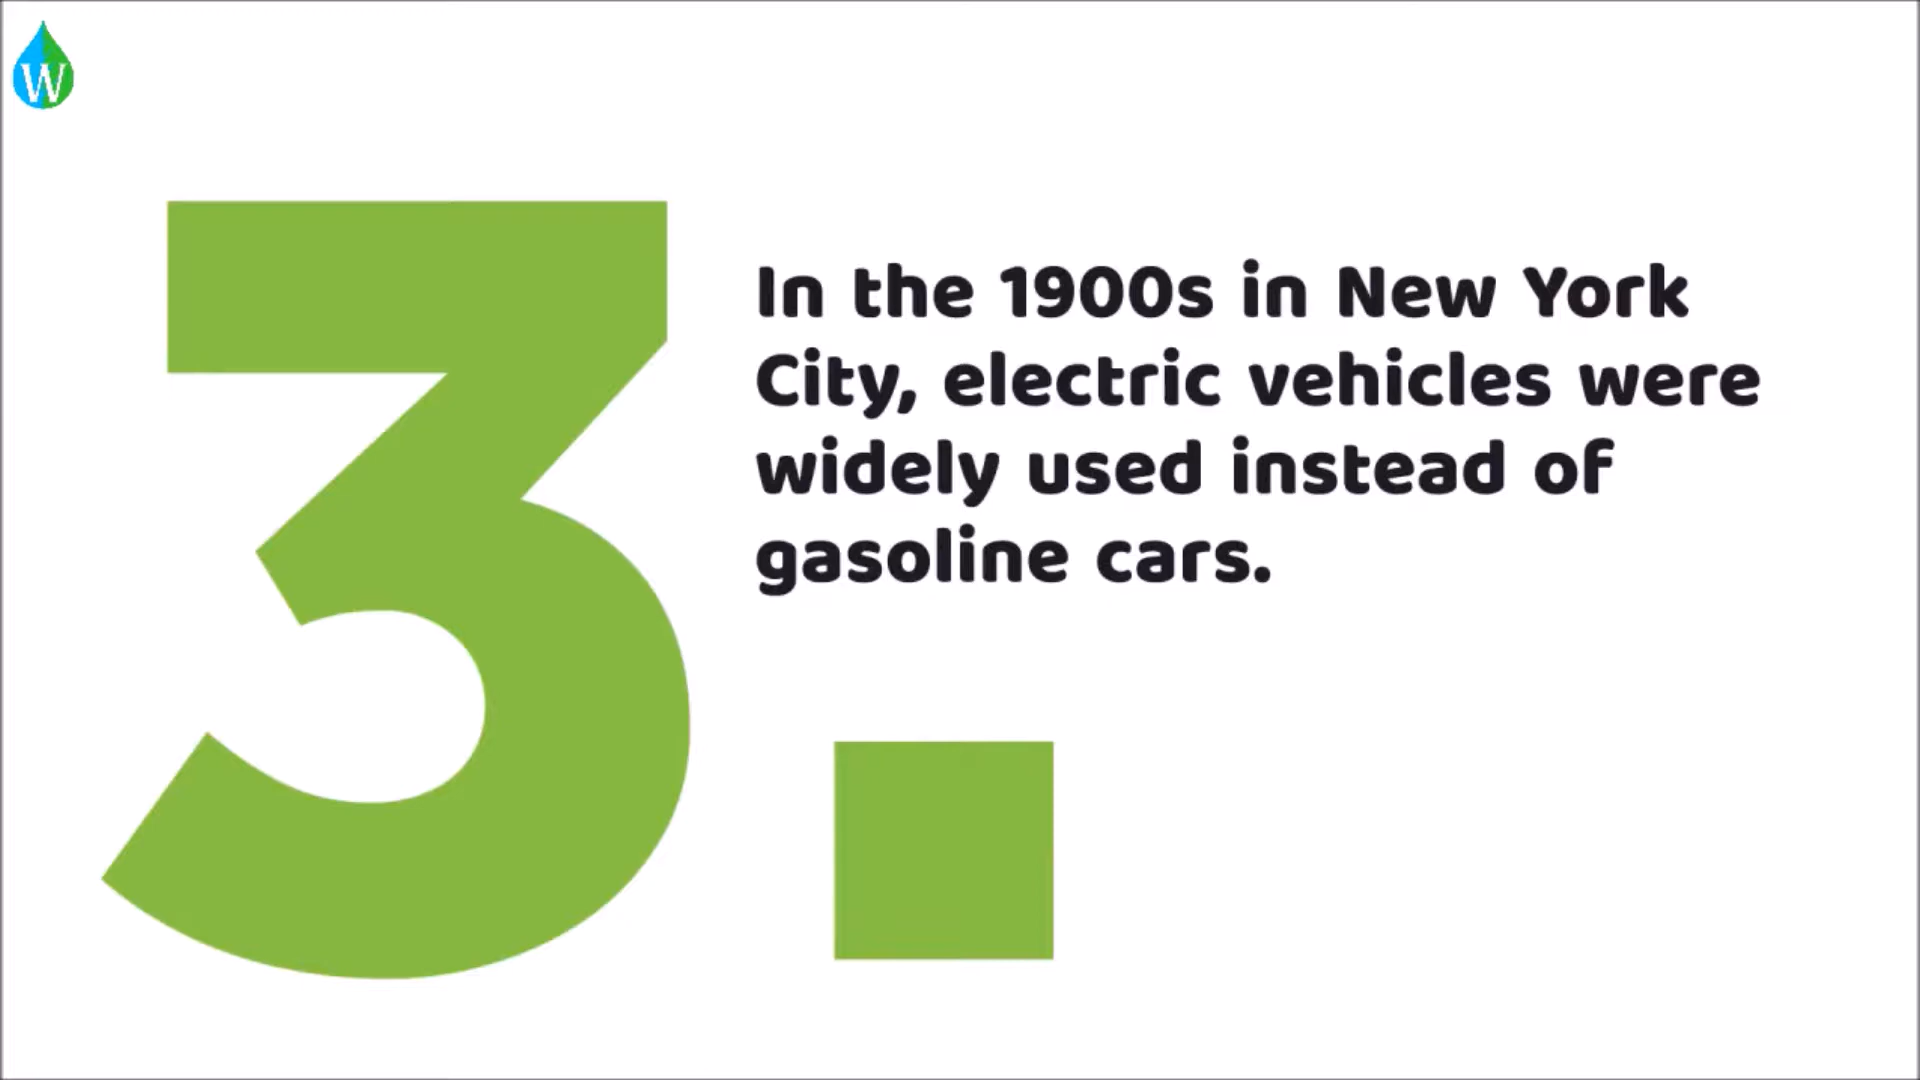 W
3.
In the 1900s in New York
City, electric vehicles were
widely used instead of
gasoline cars.